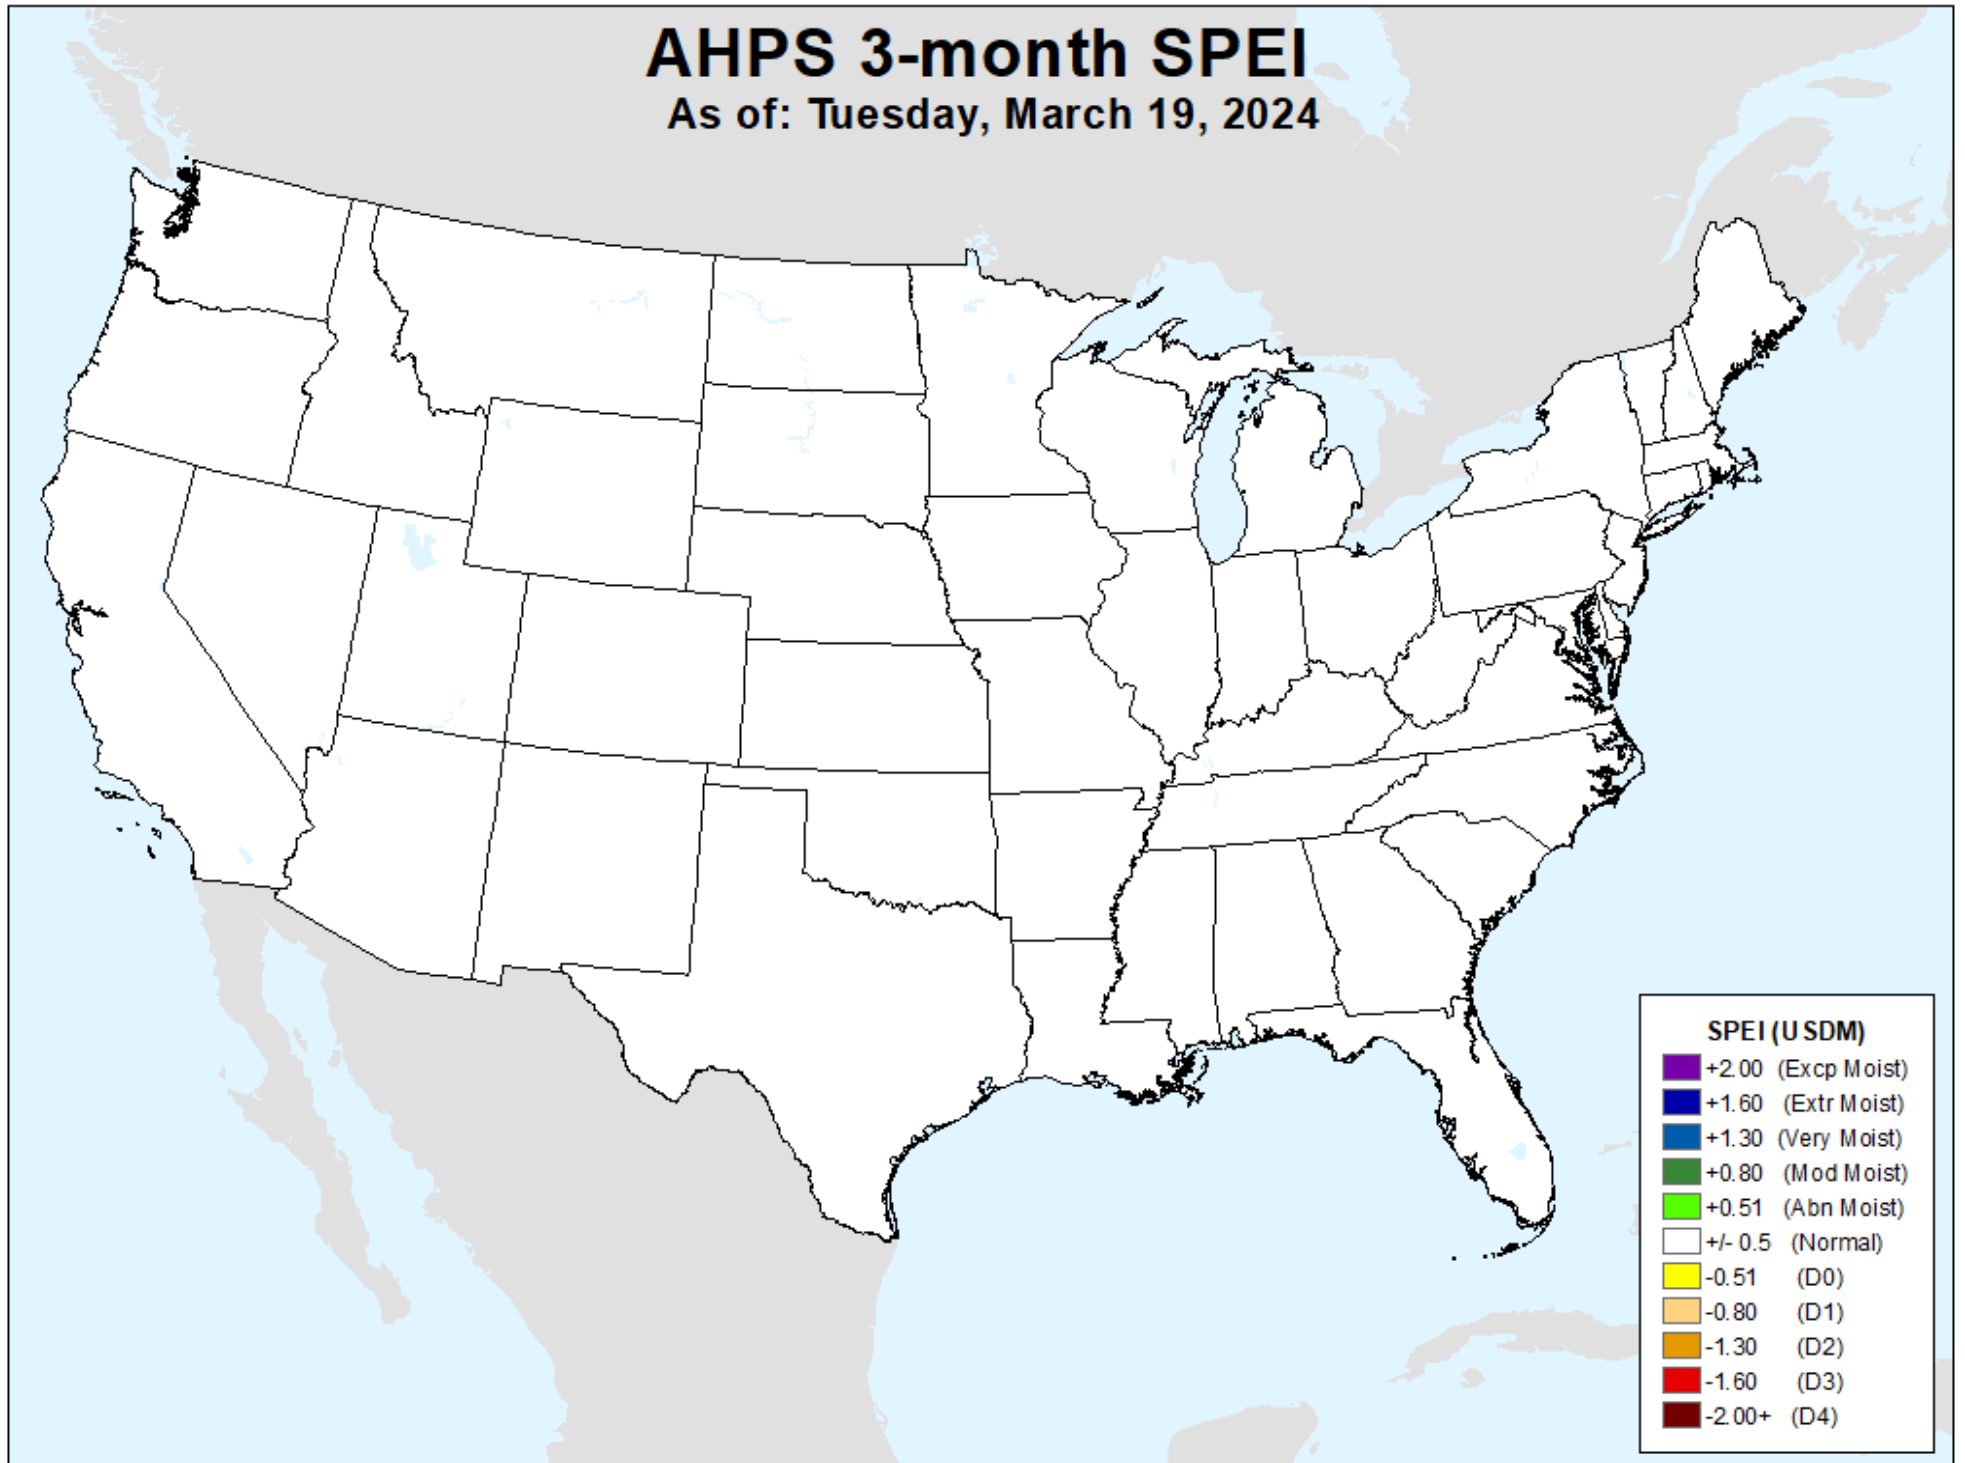 AHPS 3-month SPEI
As of: Tuesday, March 19, 2024
SPEI (USDM)
+2.00 (Excp Moist)
+1.60 (Extr Moist)
+1.30 (Very Moist)
+0.80 (Mod Moist)
+0.51 (Abn Moist)
+/- 0.5 (Normal)
-0.51 (D0)
-0.80 (D1)
-1.30 (D2)
-1.60 (D3)
-2.00+ (D4)